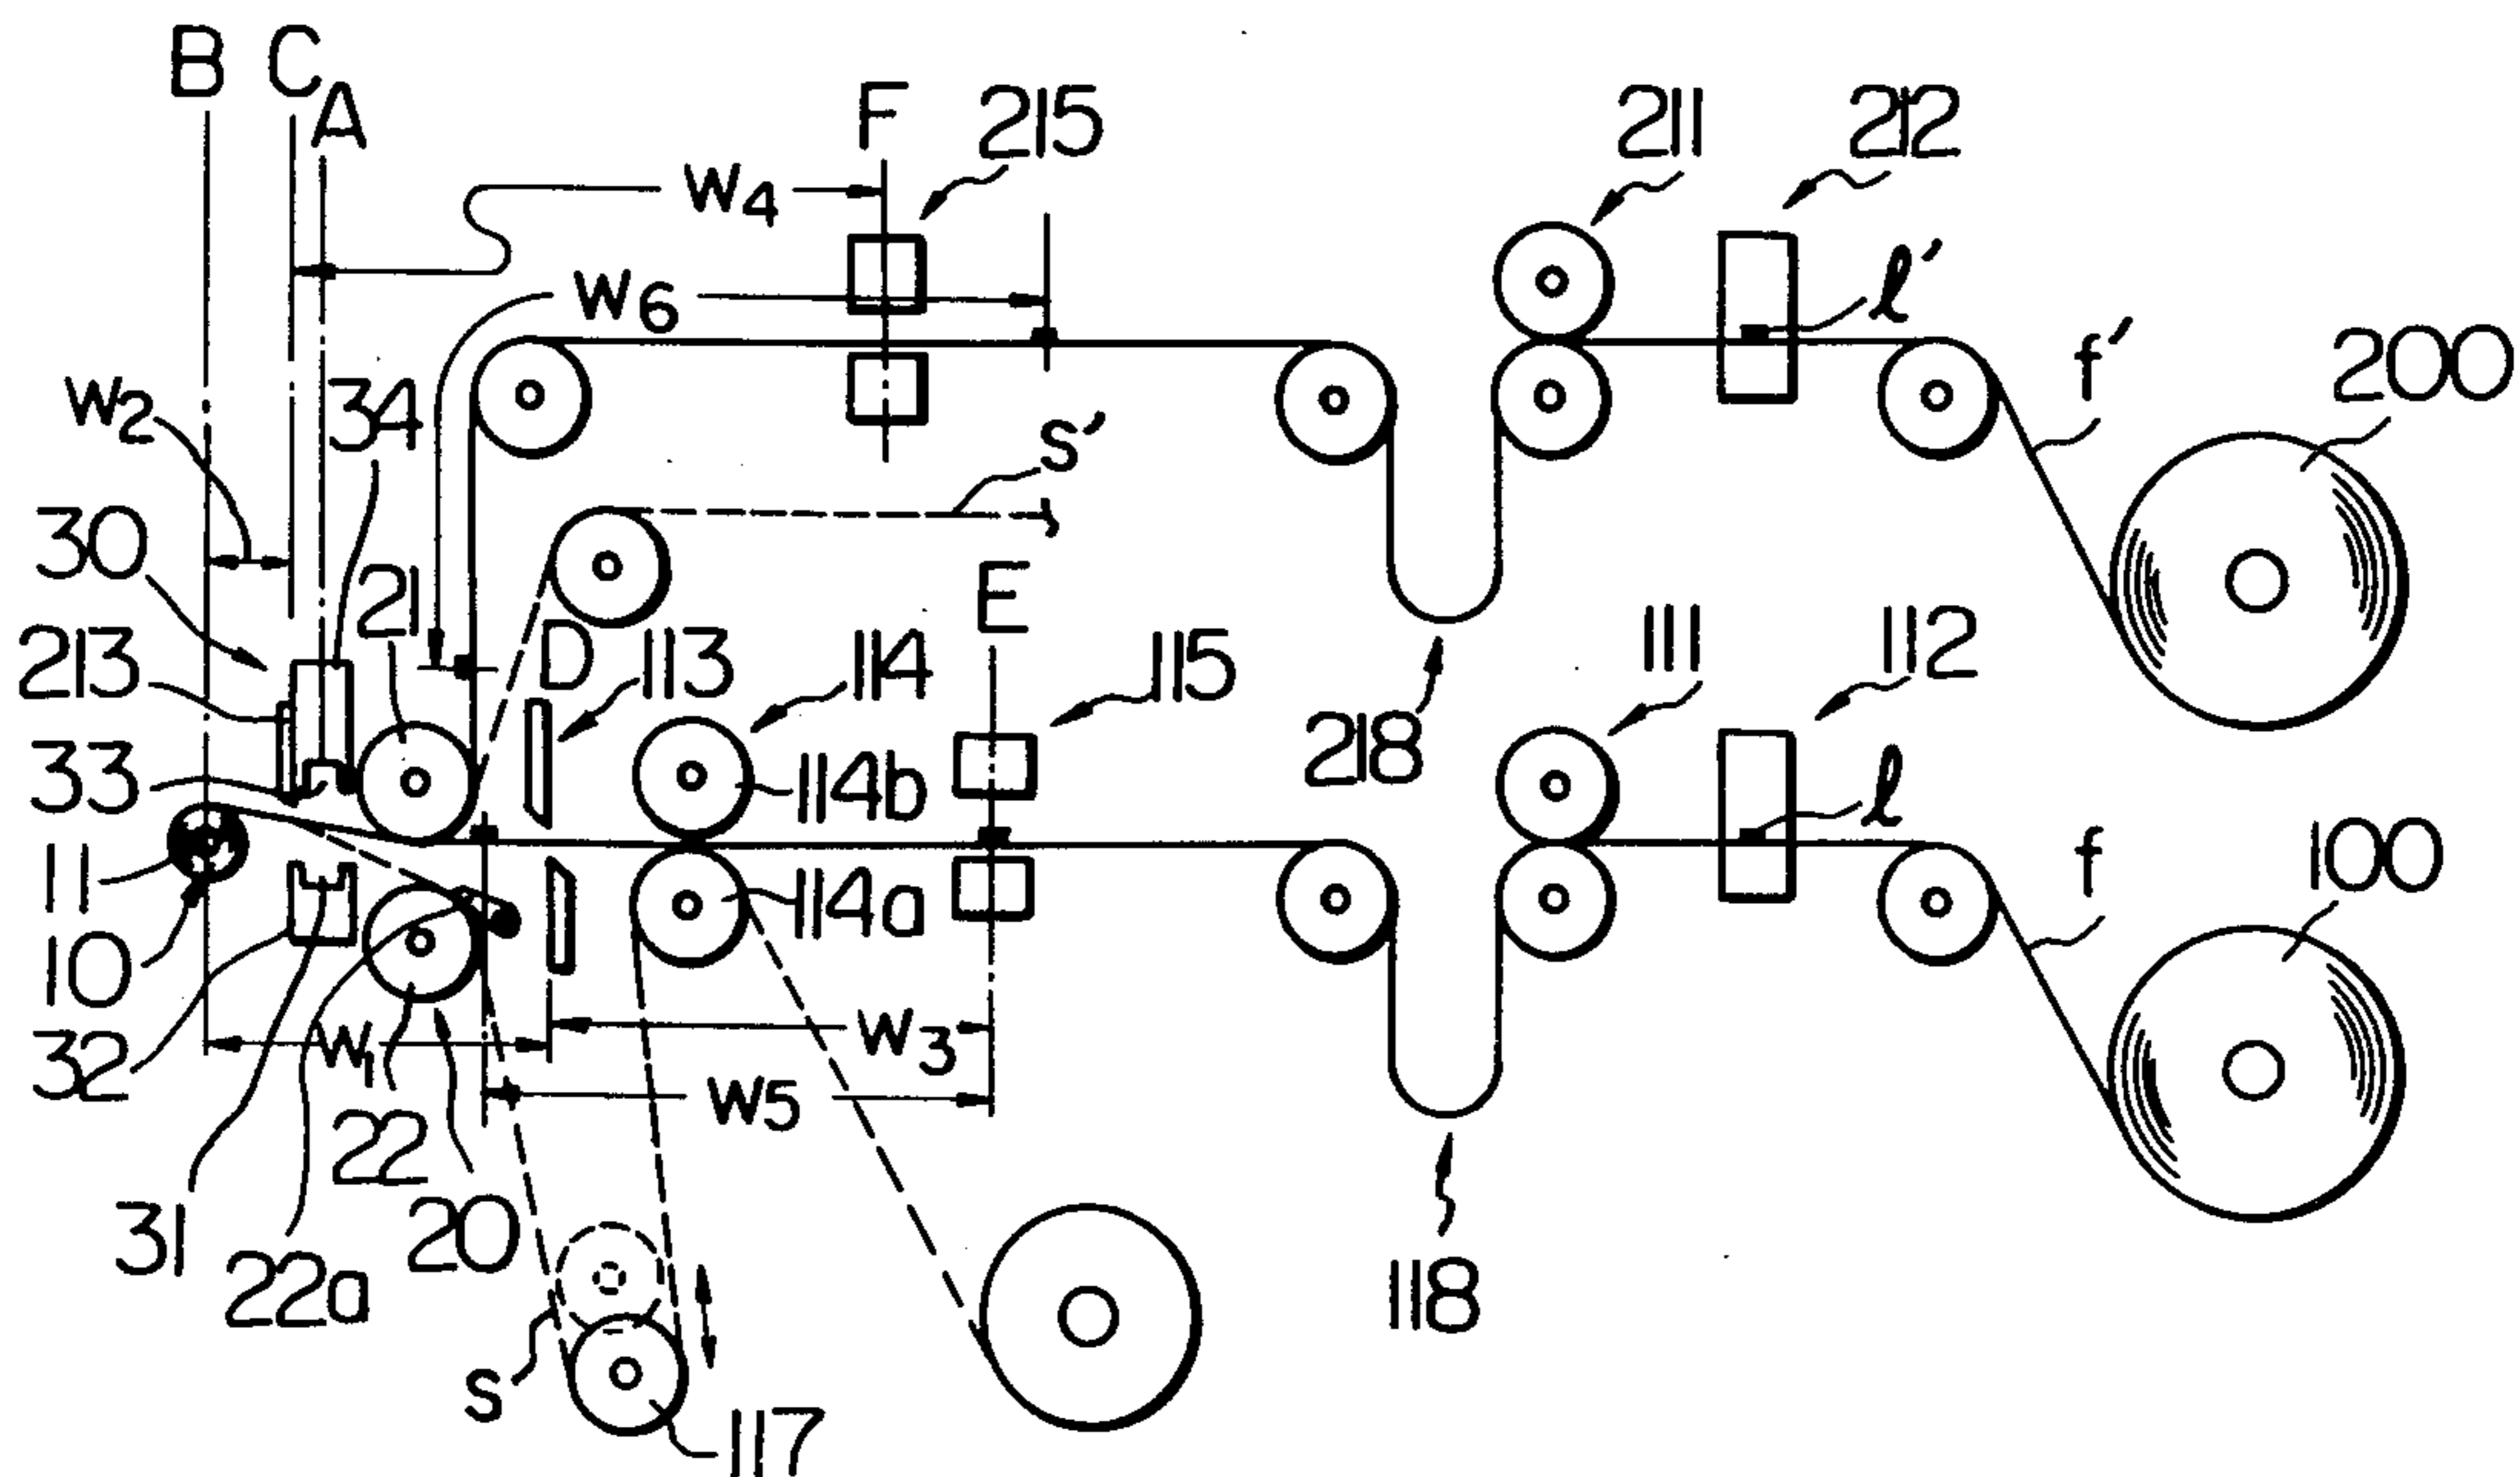 B C A F 215 211 212
W4
W6 l'
f' 200
W2 34
S'
30 21 E
213 D 113 114 115 218 111 112
33 114b l
11 114a f 100
10
32 W1 W3
W5
22
31 22a 20 118
S
117